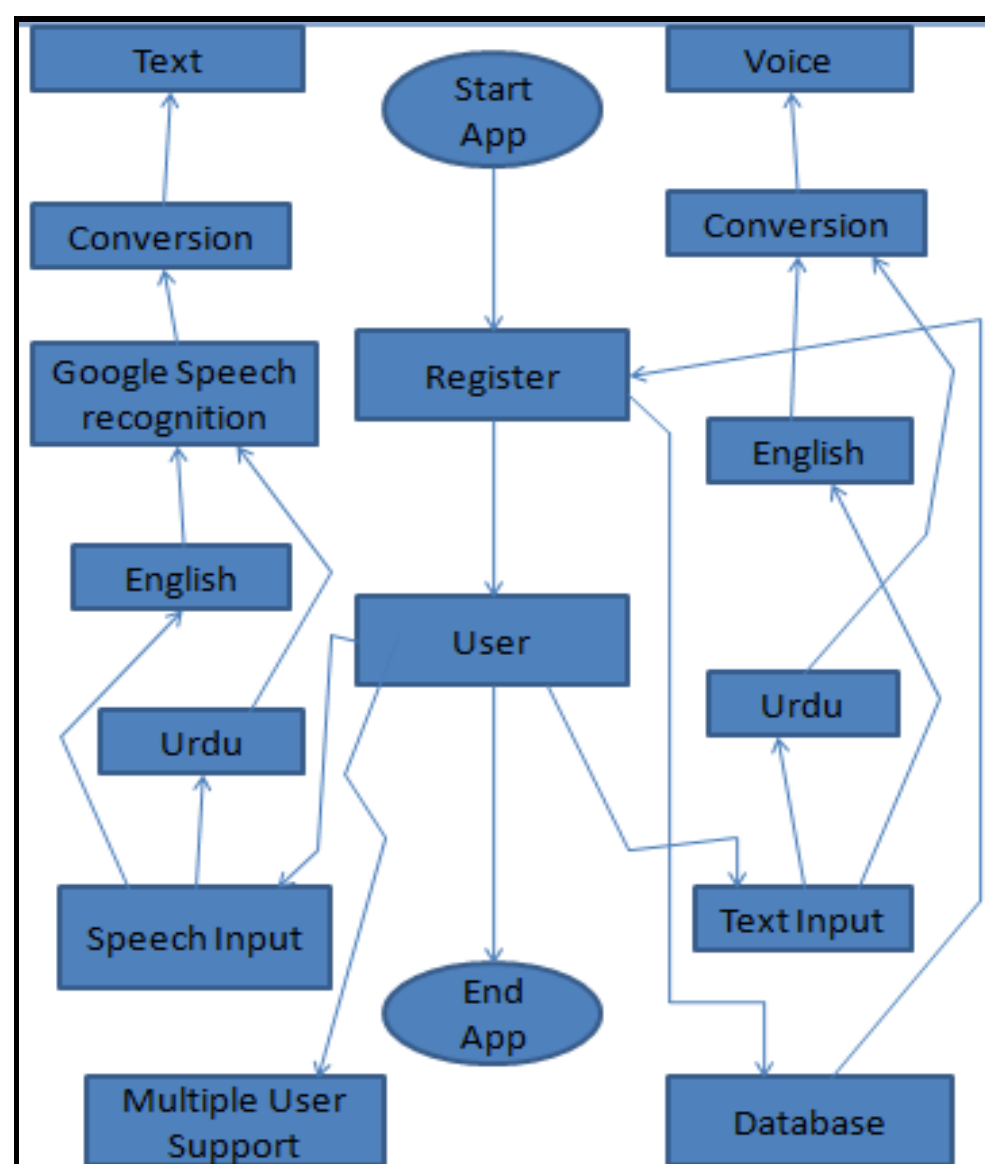 Text
Start
App
Voice
Conversion
Conversion
Google Speech
recognition
Register
English
English
User
Urdu
Urdu
Speech Input
Text Input
End
App
Multiple User
Support
Database